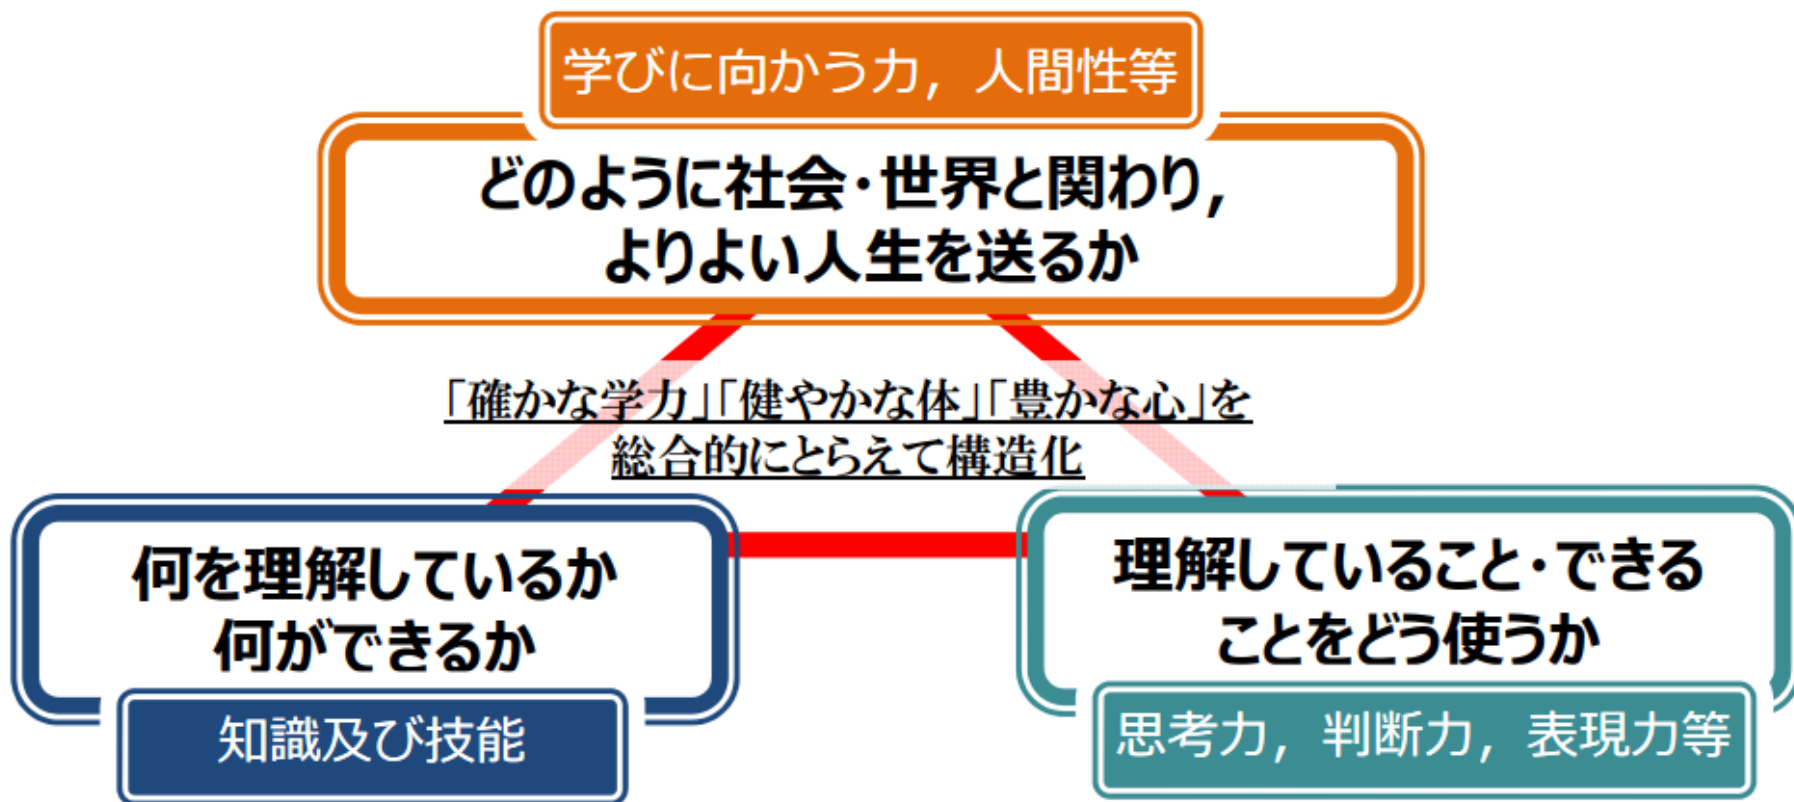 学びに向かう力，人間性等
どのように社会・世界と関わり，
よりよい人生を送るか
「確かな学力」「健やかな体」「豊かな心」を
総合的にとらえて構造化
何を理解しているか
何ができるか
知識及び技能
理解していること・できる
ことをどう使うか
思考力，判断力，表現力等